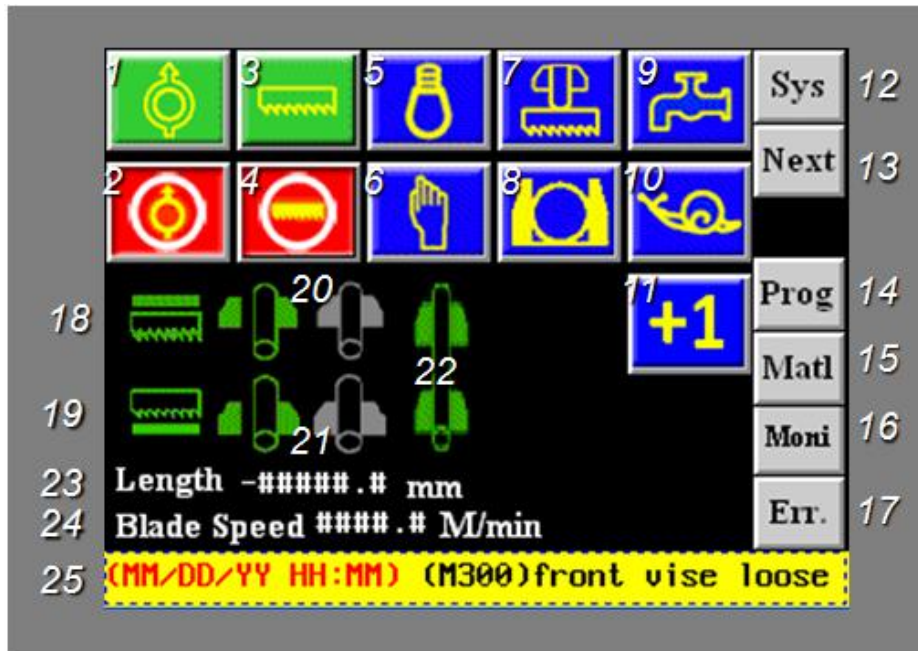 1 3 5 7 9 Sys 12
Next 13
2 4 6 8 10
11 +1 Prog 14
18 20
22 Matl 15
19 21 Moni 16
23 Length -#####.# mm
24 Blade Speed ####.# M/min Err. 17
25 (MM/DD/YY HH:MM) (M300)front vise loose